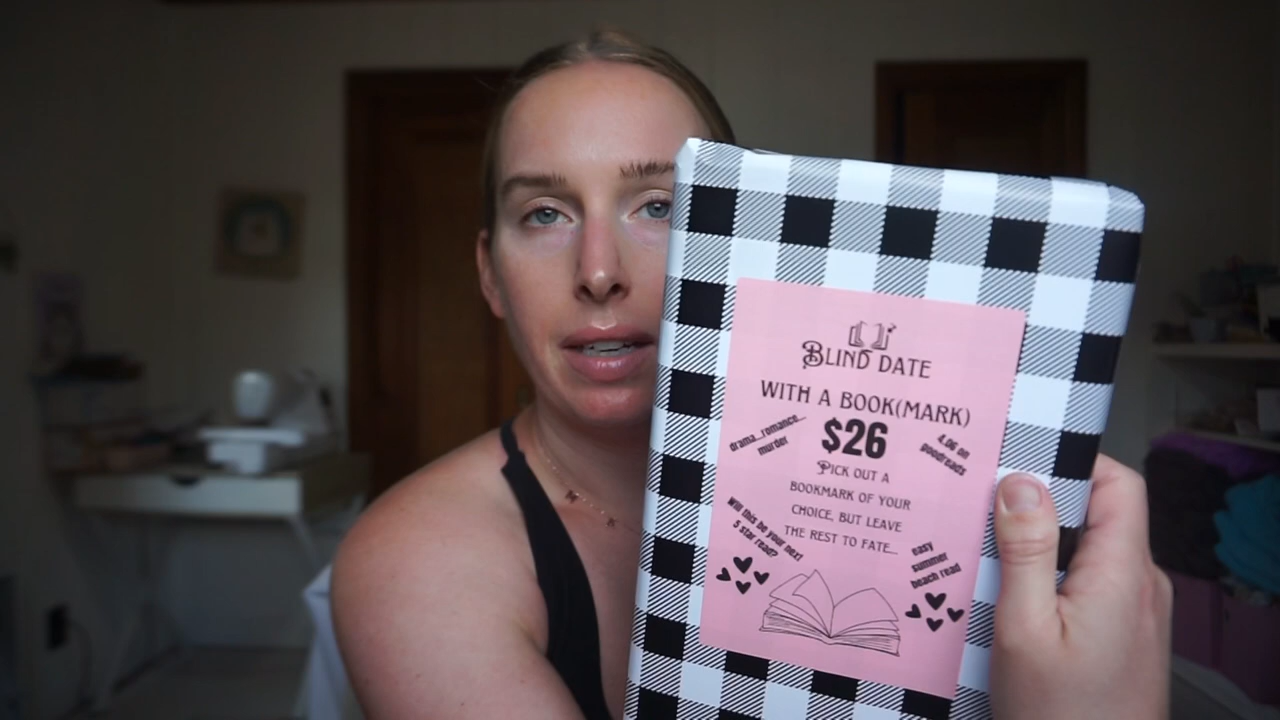 BLIND DATE
WITH A BOOK(MARK)
$26
drama...romance...
murder
4.06 on
goodreads
PICK OUT A
BOOKMARK OF YOUR
CHOICE, BUT LEAVE
THE REST TO FATE...
Will this be your next
5 star read?
easy
summer
beach read